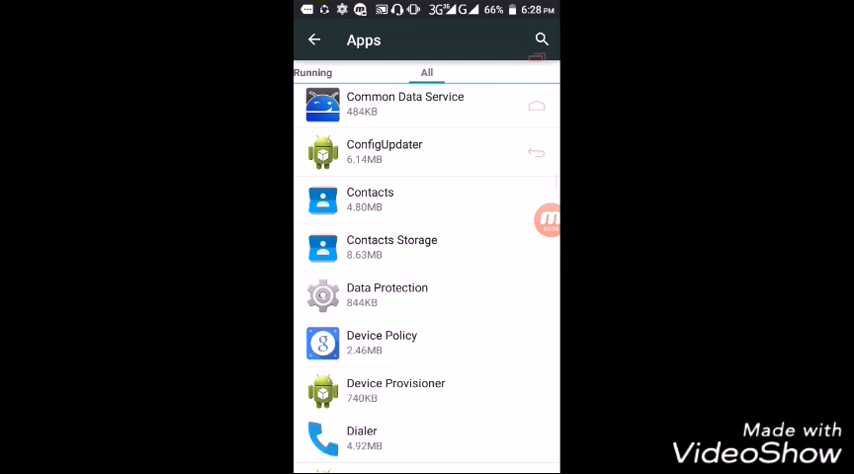 3G 3G G 66% 6:28 PM
Apps
Running All
Common Data Service
484KB
ConfigUpdater
6.14MB
Contacts
4.80MB
Contacts Storage
8.63MB
Data Protection
844KB
Device Policy
2.46MB
Device Provisioner
740KB
Dialer
4.92MB
Made with
VideoShow